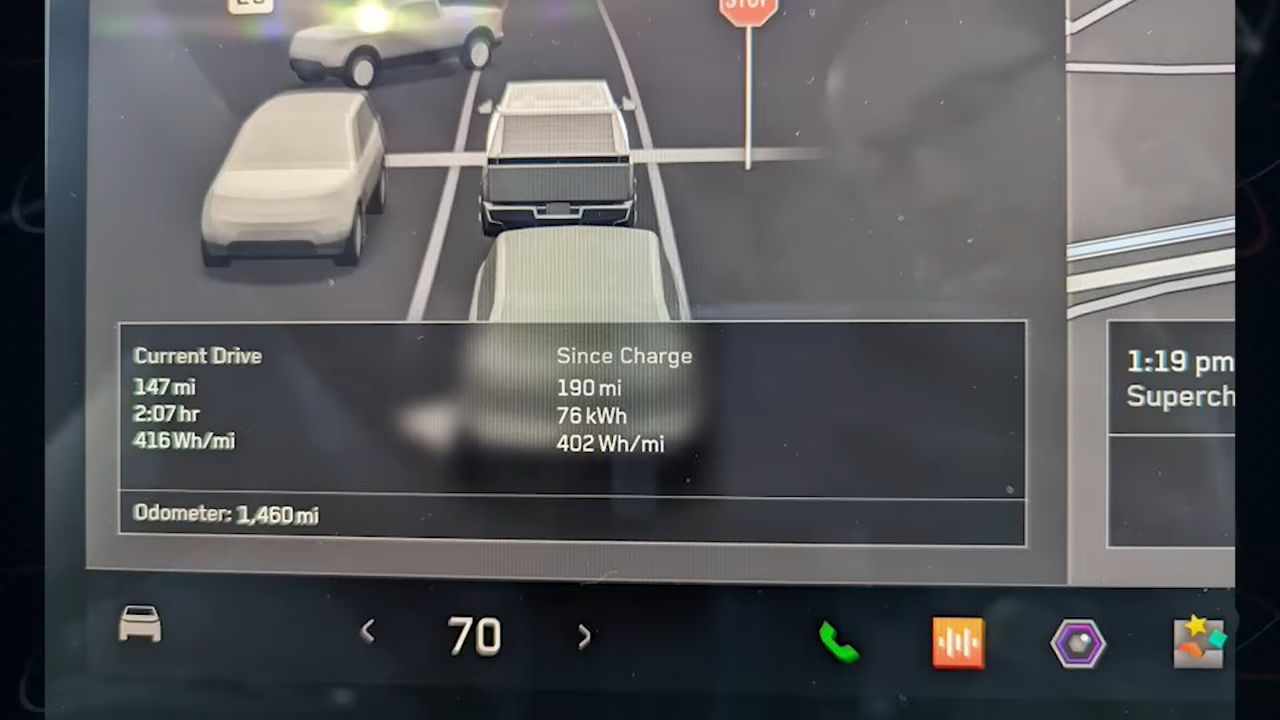 STOP
Current Drive
147 mi
2:07 hr
416 Wh/mi
Since Charge
190 mi
76 kWh
402 Wh/mi
Odometer: 1,460 mi
1:19 pm
Superch
70